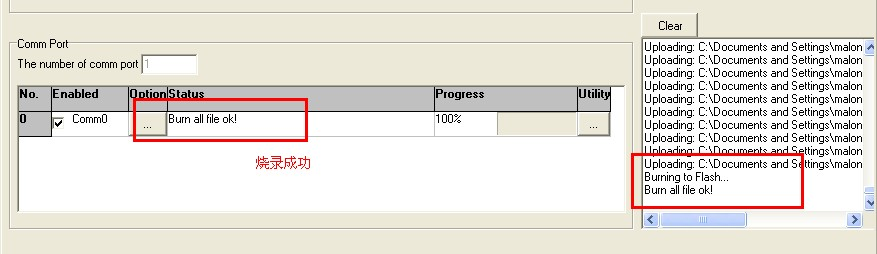 Clear
Comm Port
The number of comm port 1
No. Enabled Option Status Progress Utility
0 Comm0 ... Burn all file ok! 100% ...
烧录成功
Uploading: C:\Documents and Settings\malon
Uploading: C:\Documents and Settings\malon
Uploading: C:\Documents and Settings\malon
Uploading: C:\Documents and Settings\malon
Uploading: C:\Documents and Settings\malon
Uploading: C:\Documents and Settings\malon
Uploading: C:\Documents and Settings\malon
Uploading: C:\Documents and Settings\malon
Uploading: C:\Documents and Settings\malon
Uploading: C:\Documents and Settings\malon
Burning to Flash...
Burn all file ok!